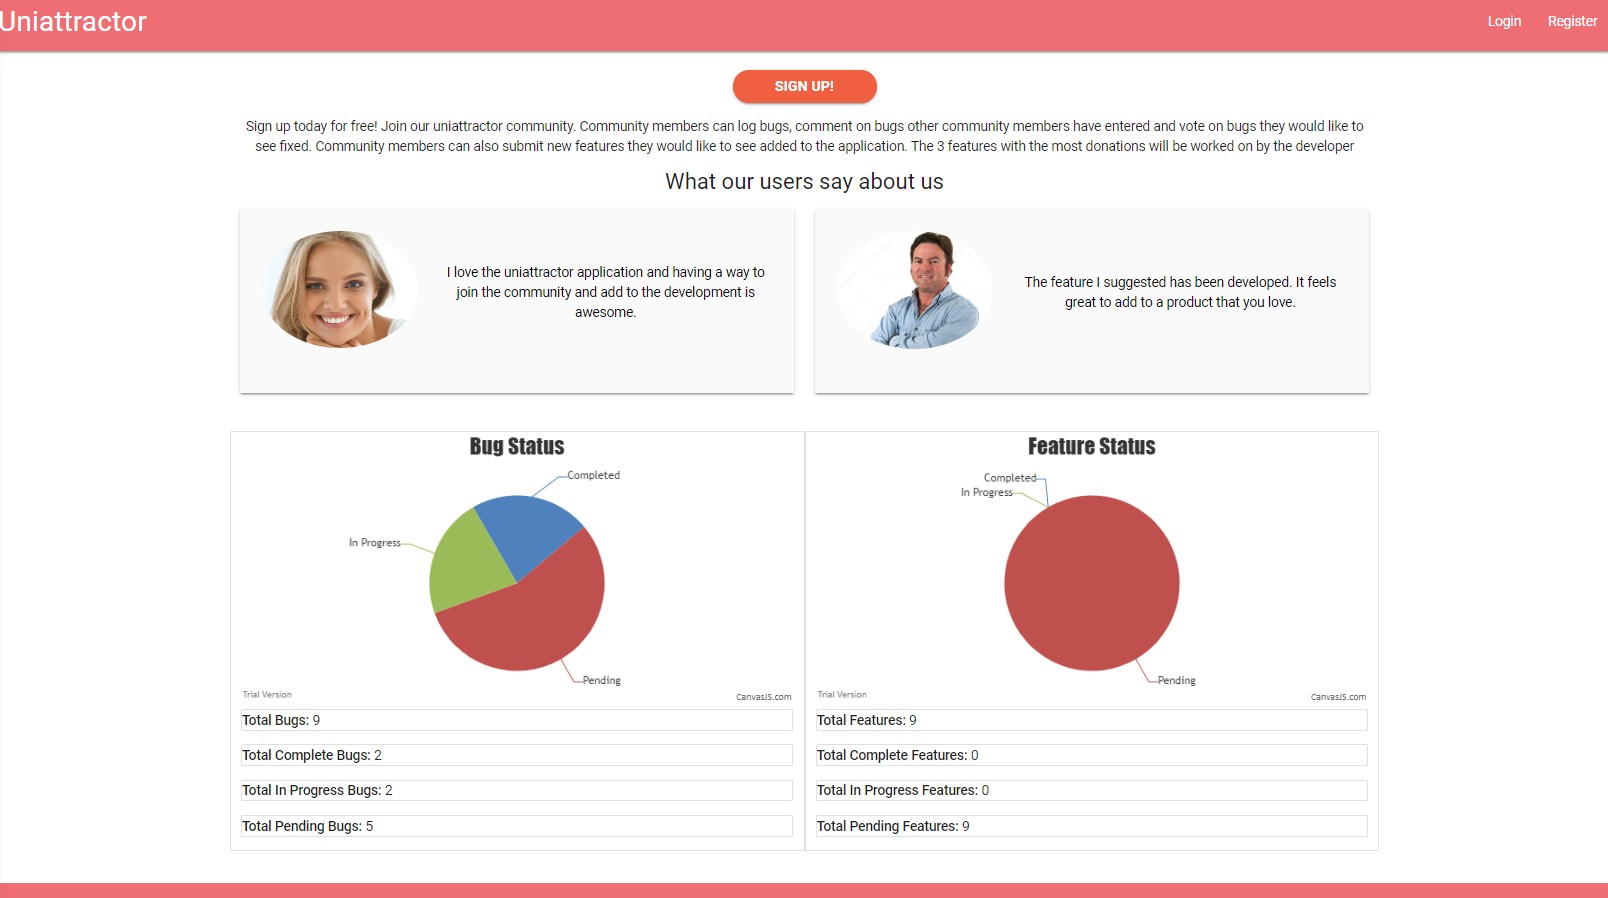 Uniattractor
Login
Register
SIGN UP!
Sign up today for free! Join our uniattractor community. Community members can log bugs, comment on bugs other community members have entered and vote on bugs they would like to
see fixed. Community members can also submit new features they would like to see added to the application. The 3 features with the most donations will be worked on by the developer
What our users say about us
I love the uniattractor application and having a way to
join the community and add to the development is
awesome.
The feature I suggested has been developed. It feels
great to add to a product that you love.
Bug Status
Completed
In Progress
Pending
Trial Version
CanvasJS.com
Total Bugs: 9
Total Complete Bugs: 2
Total In Progress Bugs: 2
Total Pending Bugs: 5
Feature Status
Completed
In Progress
Pending
Trial Version
CanvasJS.com
Total Features: 9
Total Complete Features: 0
Total In Progress Features: 0
Total Pending Features: 9